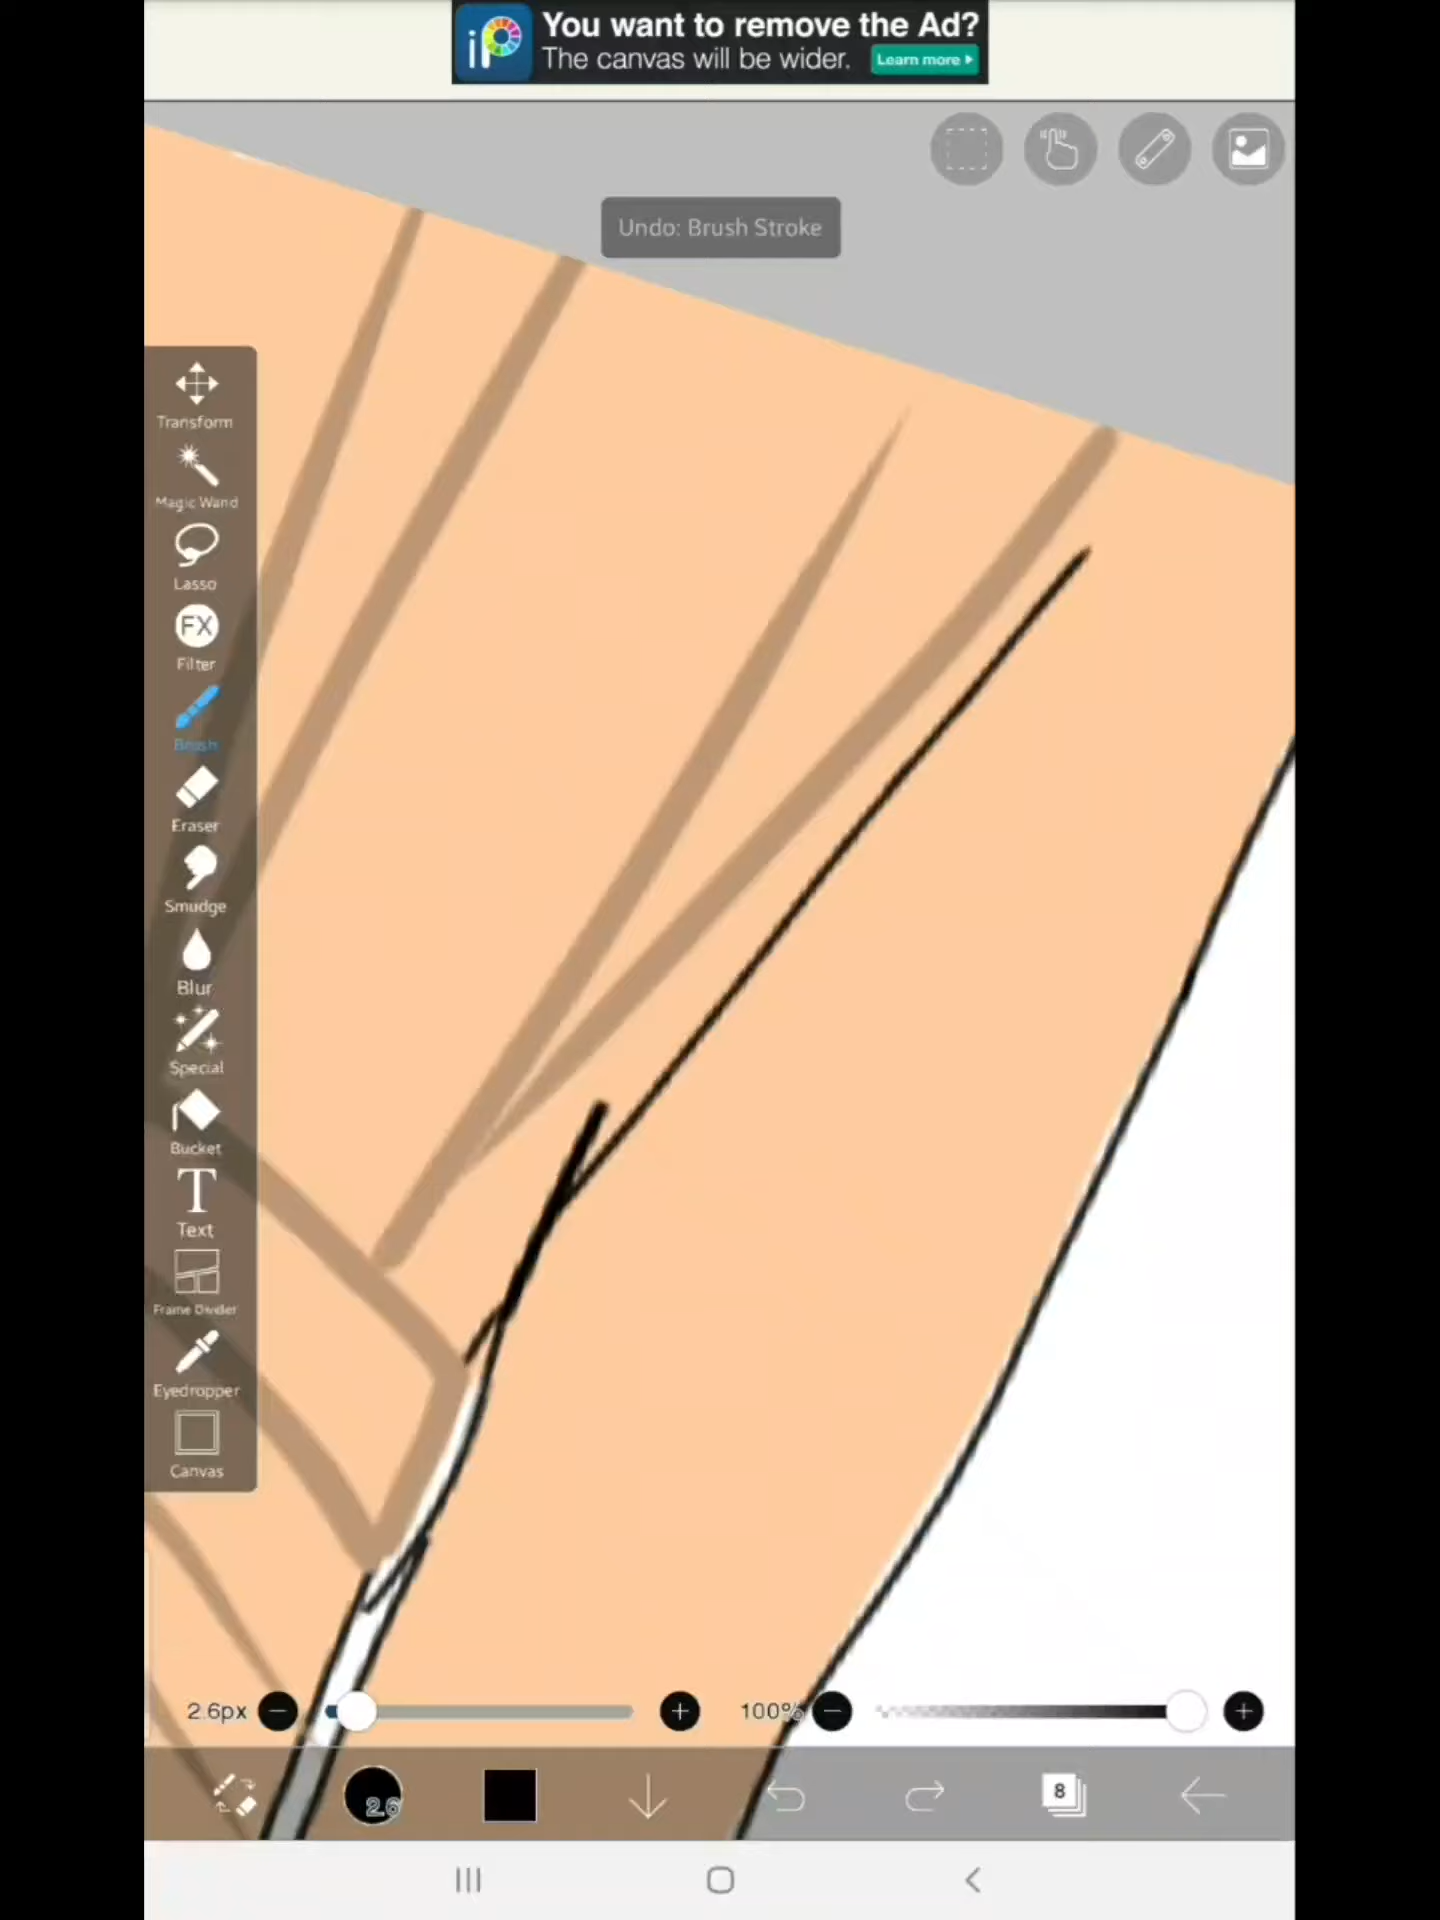 iP
You want to remove the Ad?
The canvas will be wider.
Learn more
Undo: Brush Stroke
Transform
Magic Wand
Lasso
FX
Filter
Brush
Eraser
Smudge
Blur
Special
Bucket
T
Text
Frame Divider
Eyedropper
Canvas
2.6px
100%
2.6
8